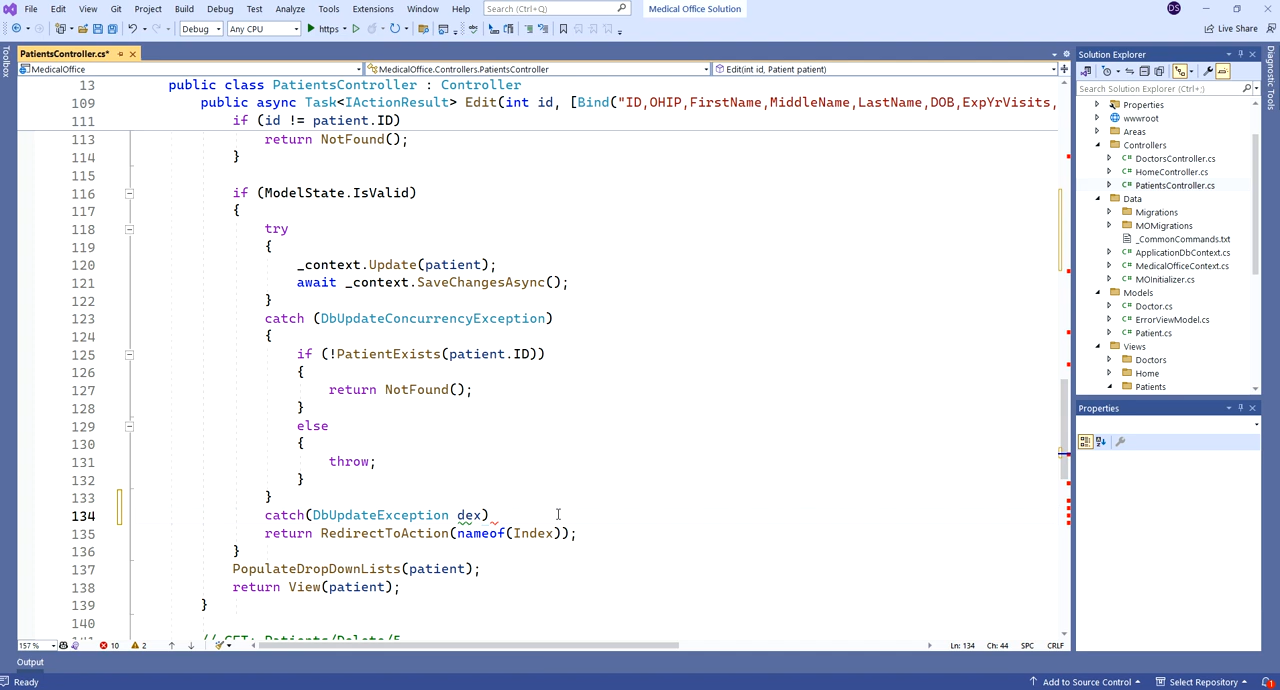 File Edit View Git Project Build Debug Test Analyze Tools Extensions Window Help Search (Ctrl+Q) Medical Office Solution DS
Debug Any CPU https Live Share
Toolbox
PatientsController.cs*
MedicalOffice MedicalOffice.Controllers.PatientsController Edit(int id, Patient patient)
13 public class PatientsController : Controller
109 public async Task<IActionResult> Edit(int id, [Bind("ID,OHIP,FirstName,MiddleName,LastName,DOB,ExpYrVisits,
111 if (id != patient.ID)
113 return NotFound();
114 }
115
116 if (ModelState.IsValid)
117 {
118 try
119 {
120 _context.Update(patient);
121 await _context.SaveChangesAsync();
122 }
123 catch (DbUpdateConcurrencyException)
124 {
125 if (!PatientExists(patient.ID))
126 {
127 return NotFound();
128 }
129 else
130 {
131 throw;
132 }
133 }
134 catch(DbUpdateException dex)
135 return RedirectToAction(nameof(Index));
136 }
137 PopulateDropDownLists(patient);
138 return View(patient);
139 }
140
// GET: Patients/Delete/5
157 % 10 2 Ln: 134 Ch: 44 SPC CRLF
Output
Ready Add to Source Control Select Repository 1
Solution Explorer
Search Solution Explorer (Ctrl+;)
Properties
wwwroot
Areas
Controllers
C# DoctorsController.cs
C# HomeController.cs
C# PatientsController.cs
Data
Migrations
MOMigrations
_CommonCommands.txt
C# ApplicationDbContext.cs
C# MedicalOfficeContext.cs
C# MOInitializer.cs
Models
C# Doctor.cs
C# ErrorViewModel.cs
C# Patient.cs
Views
Doctors
Home
Patients
Properties
Diagnostic Tools